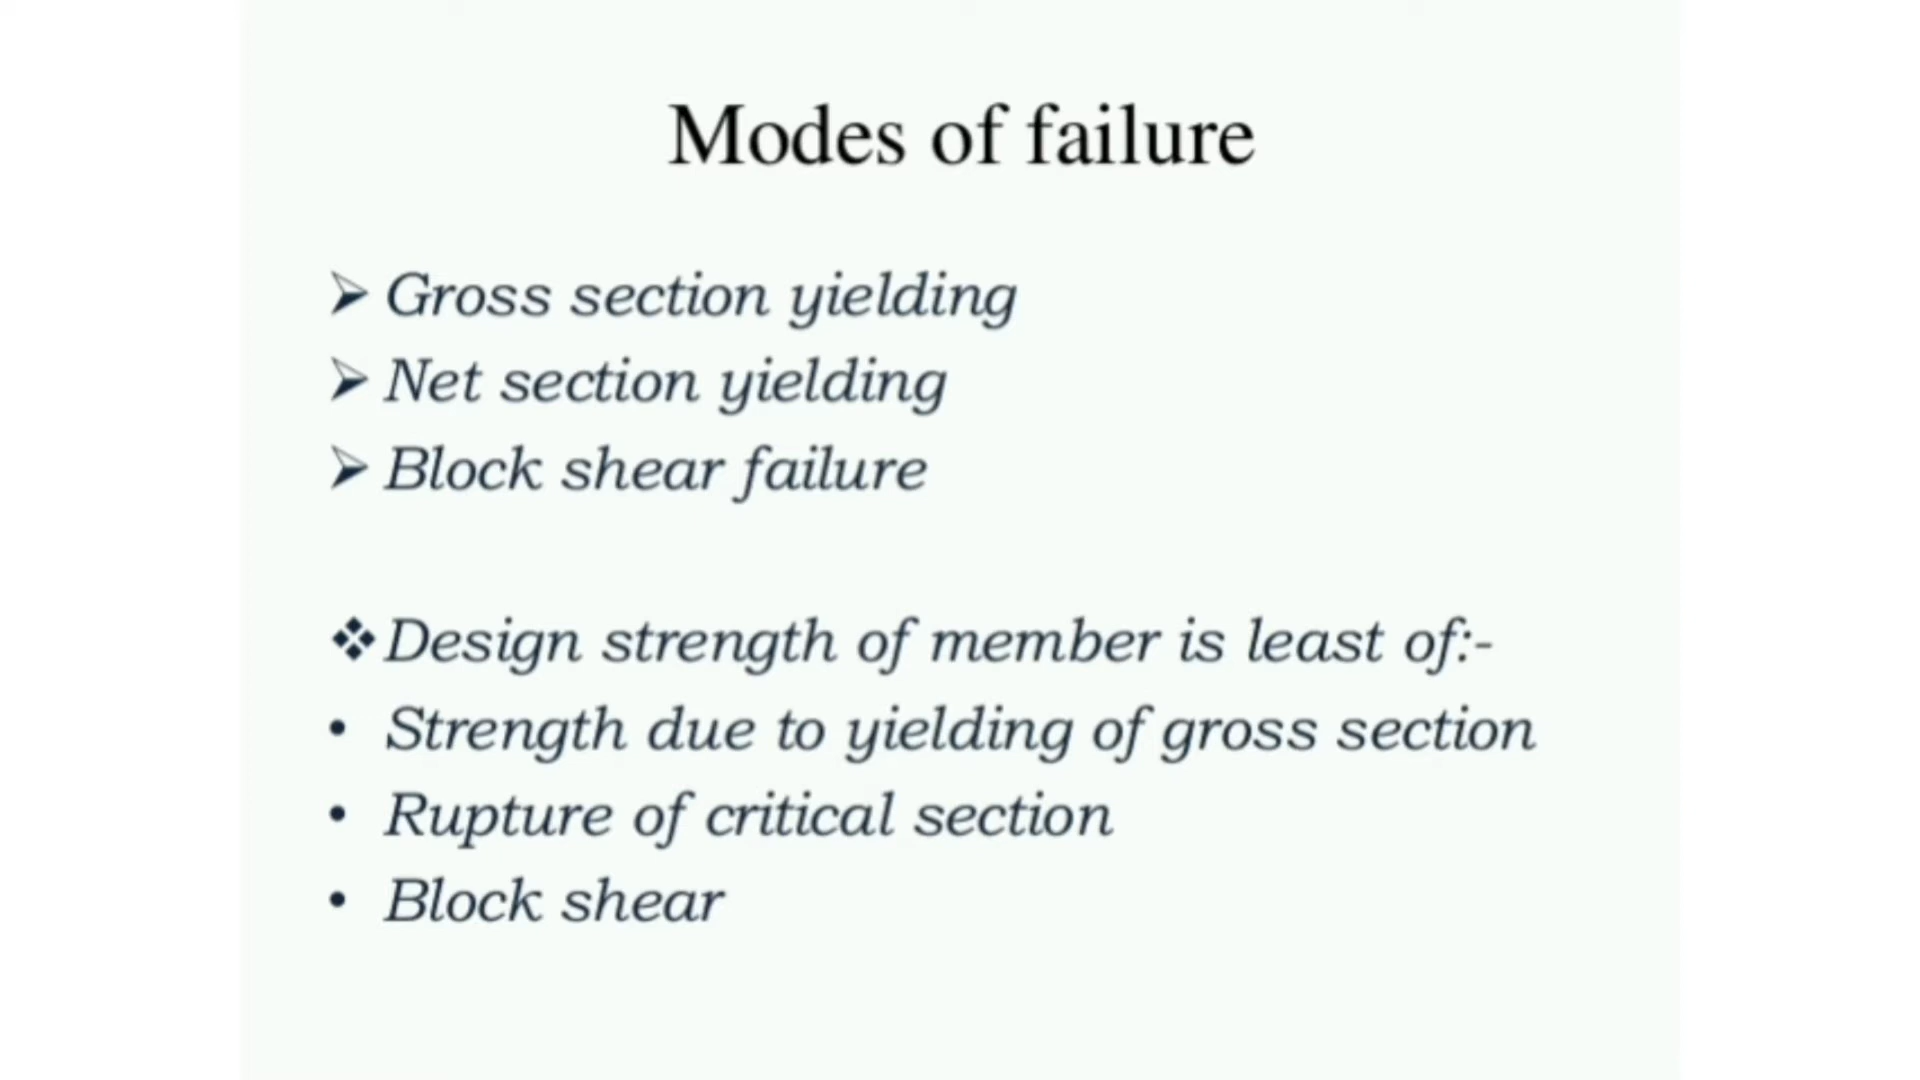 Modes of failure
➢ Gross section yielding
➢ Net section yielding
➢ Block shear failure
❖ Design strength of member is least of:-
• Strength due to yielding of gross section
• Rupture of critical section
• Block shear